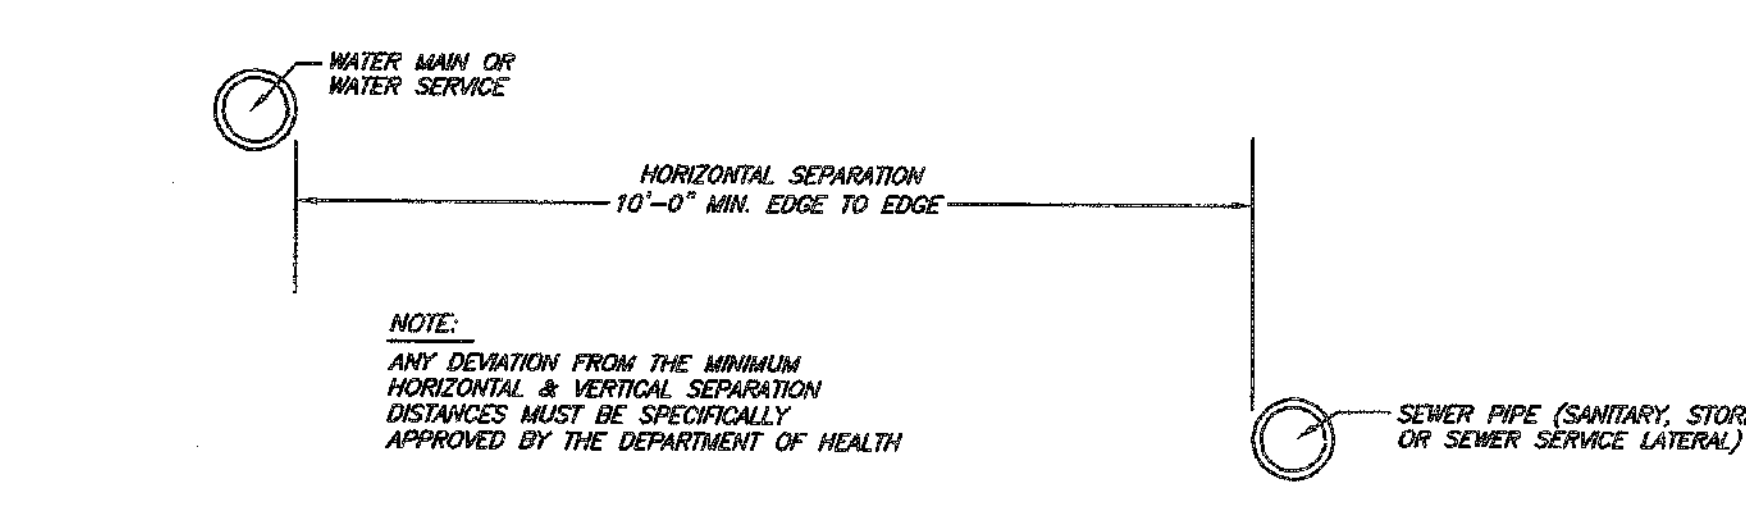 WATER MAIN OR
WATER SERVICE
HORIZONTAL SEPARATION
10'-0" MIN. EDGE TO EDGE
NOTE:
ANY DEVIATION FROM THE MINIMUM
HORIZONTAL & VERTICAL SEPARATION
DISTANCES MUST BE SPECIFICALLY
APPROVED BY THE DEPARTMENT OF HEALTH
SEWER PIPE (SANITARY, STOR
OR SEWER SERVICE LATERAL)